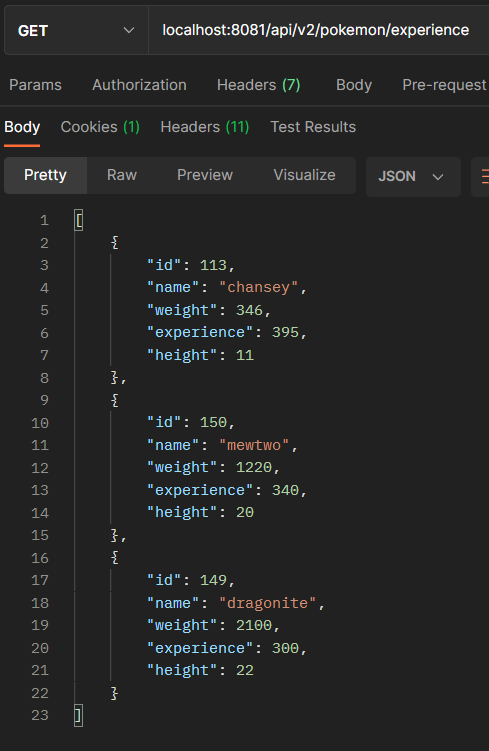 GET localhost:8081/api/v2/pokemon/experience
Params Authorization Headers (7) Body Pre-request
Body Cookies (1) Headers (11) Test Results
Pretty Raw Preview Visualize JSON
1 [
2 {
3 "id": 113,
4 "name": "chansey",
5 "weight": 346,
6 "experience": 395,
7 "height": 11
8 },
9 {
10 "id": 150,
11 "name": "mewtwo",
12 "weight": 1220,
13 "experience": 340,
14 "height": 20
15 },
16 {
17 "id": 149,
18 "name": "dragonite",
19 "weight": 2100,
20 "experience": 300,
21 "height": 22
22 }
23 ]